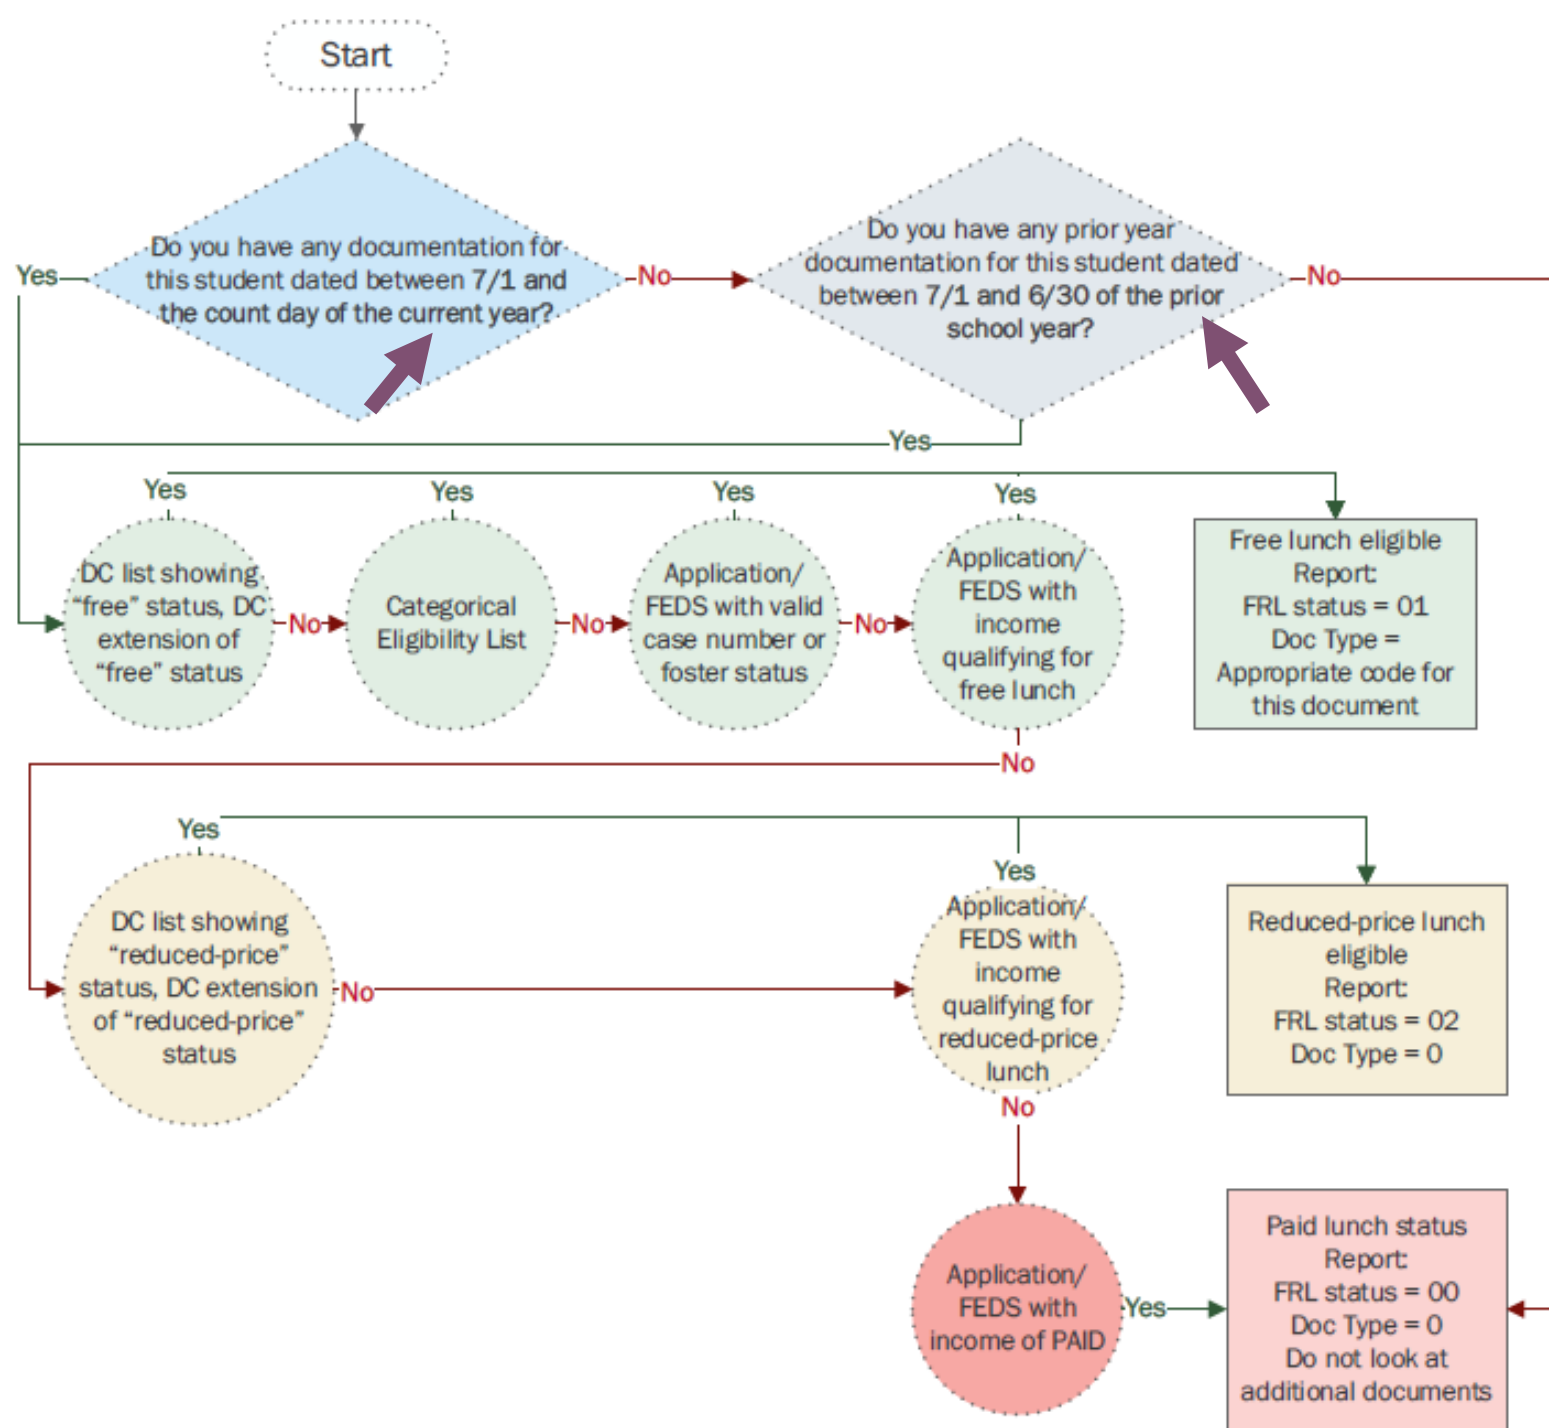 Start
Do you have any documentation for
this student dated between 7/1 and
the count day of the current year?
Yes
No
Do you have any prior year
documentation for this student dated
between 7/1 and 6/30 of the prior
school year?
No
Yes
Yes
Yes
Yes
Yes
DC list showing
“free” status, DC
extension of
“free” status
No
Categorical
Eligibility List
No
Application/
FEDS with valid
case number or
foster status
No
Application/
FEDS with
income
qualifying for
free lunch
Free lunch eligible
Report:
FRL status = 01
Doc Type =
Appropriate code for
this document
No
Yes
Yes
DC list showing
“reduced-price”
status, DC extension
of “reduced-price”
status
No
Application/
FEDS with
income
qualifying for
reduced-price
lunch
Reduced-price lunch
eligible
Report:
FRL status = 02
Doc Type = 0
No
Application/
FEDS with
income of PAID
Yes
Paid lunch status
Report:
FRL status = 00
Doc Type = 0
Do not look at
additional documents